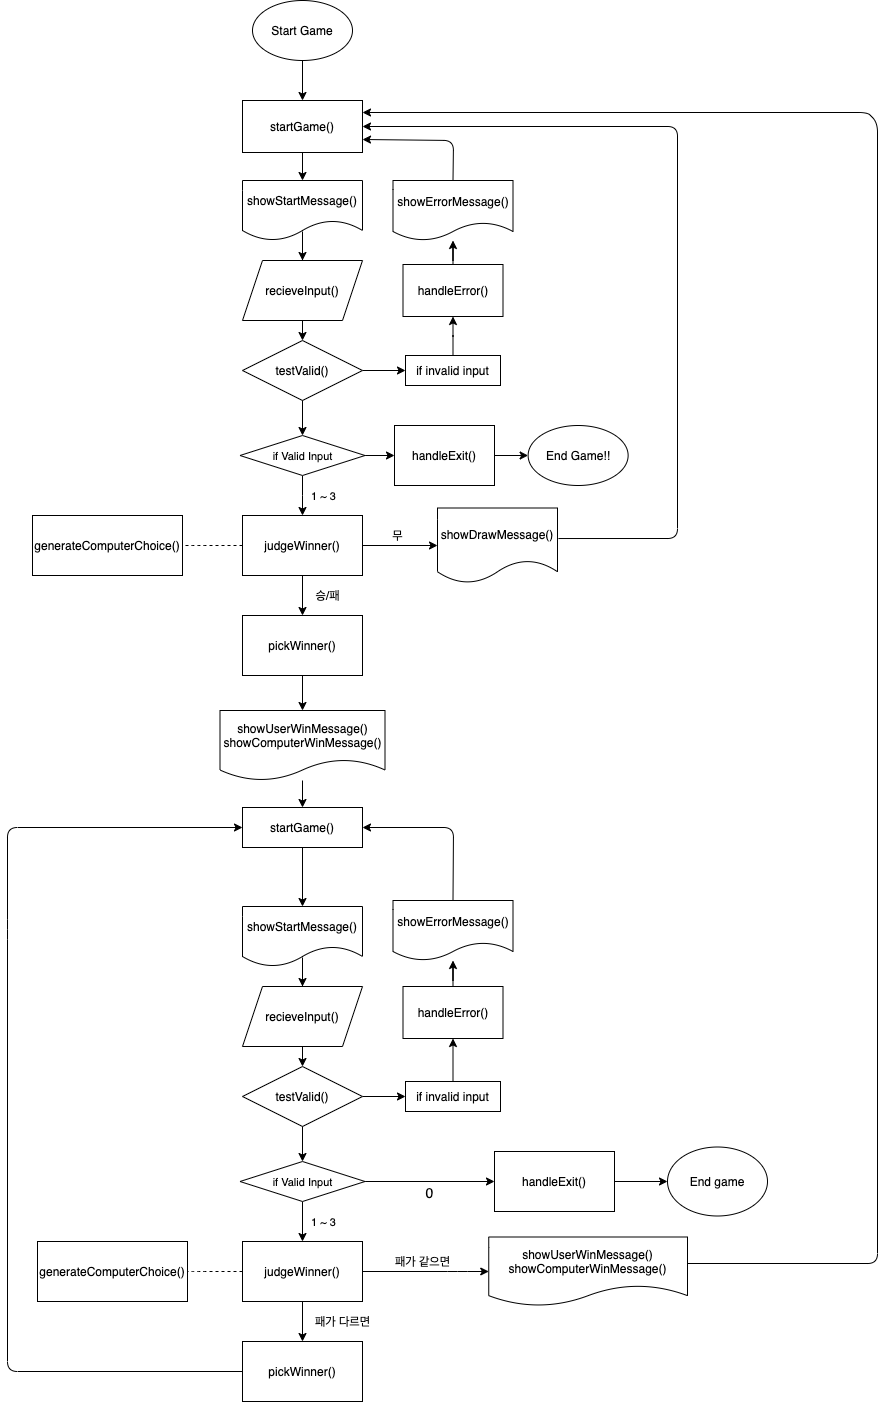 Start Game
startGame()
showStartMessage()
showErrorMessage()
recieveInput()
handleError()
testValid()
if invalid input
if Valid Input
handleExit()
End Game!!
1 ~ 3
generateComputerChoice()
judgeWinner()
무
showDrawMessage()
승/패
pickWinner()
showUserWinMessage()
showComputerWinMessage()
startGame()
showStartMessage()
showErrorMessage()
recieveInput()
handleError()
testValid()
if invalid input
if Valid Input
0
handleExit()
End game
1 ~ 3
generateComputerChoice()
judgeWinner()
패가 같으면
showUserWinMessage()
showComputerWinMessage()
패가 다르면
pickWinner()